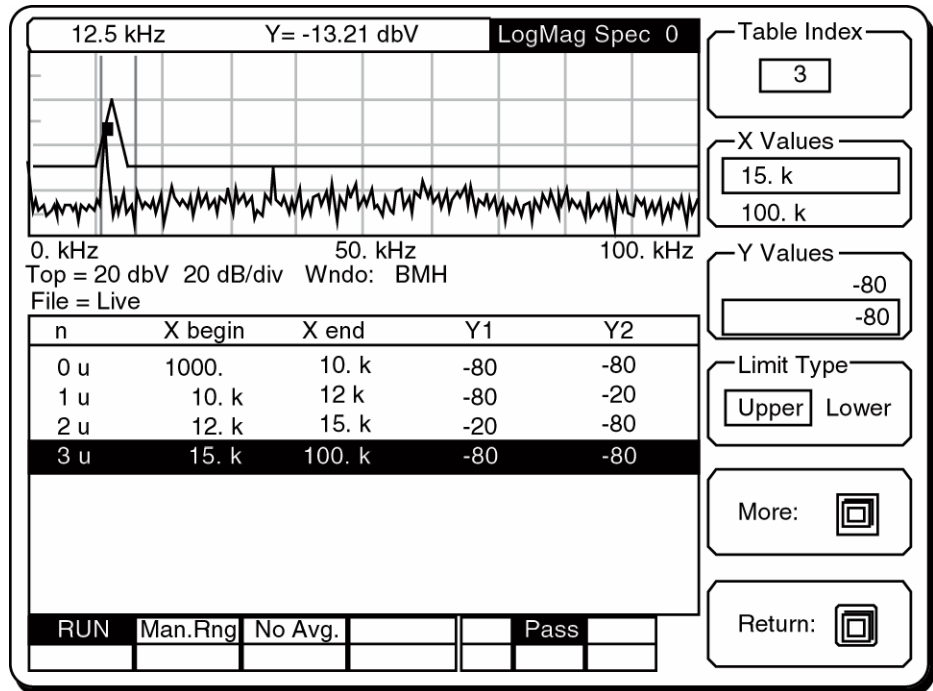 12.5 kHz Y= -13.21 dbV LogMag Spec 0
0. kHz 50. kHz 100. kHz
Top = 20 dbV 20 dB/div Wndo: BMH
File = Live
n X begin X end Y1 Y2
0 u 1000. 10. k -80 -80
1 u 10. k 12 k -80 -20
2 u 12. k 15. k -20 -80
3 u 15. k 100. k -80 -80
RUN Man.Rng No Avg. Pass
Table Index
3
X Values
15. k
100. k
Y Values
-80
-80
Limit Type
Upper Lower
More:
Return: